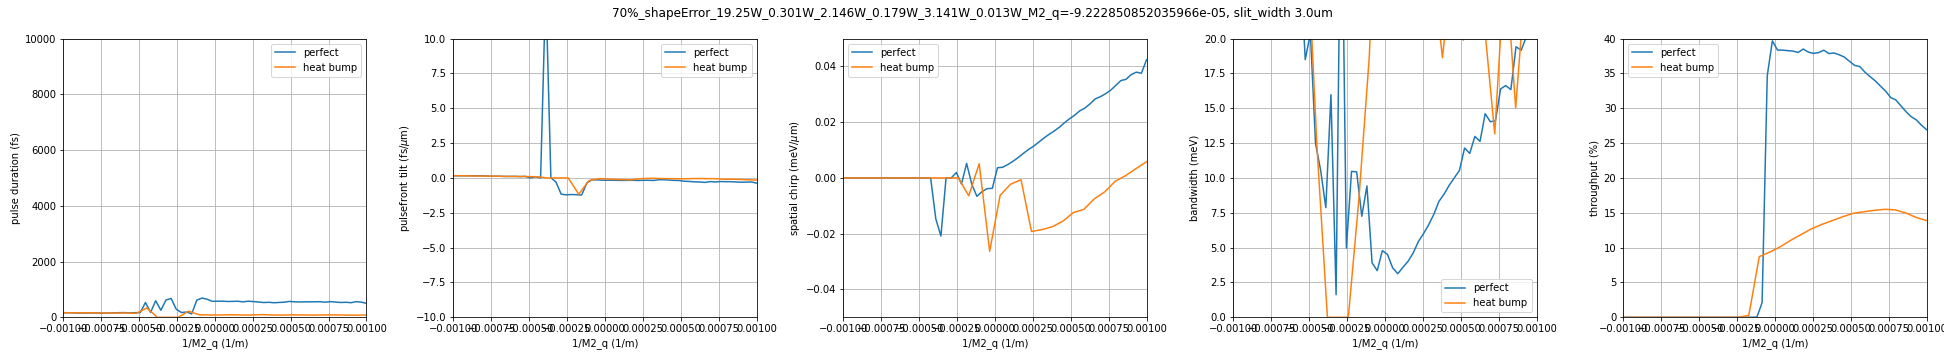 70%_shapeError_19.25W_0.301W_2.146W_0.179W_3.141W_0.013W_M2_q=-9.222850852035966e-05, slit_width 3.0um
pulse duration (fs)
10000
8000
6000
4000
2000
0
perfect
heat bump
−0.00100 −0.00075 −0.00050 −0.00025 0.00000 0.00025 0.00050 0.00075 0.00100
1/M2_q (1/m)
pulsefront tilt (fs/μm)
10.0
7.5
5.0
2.5
0.0
−2.5
−5.0
−7.5
−10.0
perfect
heat bump
−0.00100 −0.00075 −0.00050 −0.00025 0.00000 0.00025 0.00050 0.00075 0.00100
1/M2_q (1/m)
spatial chirp (meV/μm)
0.04
0.02
0.00
−0.02
−0.04
perfect
heat bump
−0.00100 −0.00075 −0.00050 −0.00025 0.00000 0.00025 0.00050 0.00075 0.00100
1/M2_q (1/m)
bandwidth (meV)
20.0
17.5
15.0
12.5
10.0
7.5
5.0
2.5
0.0
perfect
heat bump
−0.00100 −0.00075 −0.00050 −0.00025 0.00000 0.00025 0.00050 0.00075 0.00100
1/M2_q (1/m)
throughput (%)
40
35
30
25
20
15
10
5
0
perfect
heat bump
−0.00100 −0.00075 −0.00050 −0.00025 0.00000 0.00025 0.00050 0.00075 0.00100
1/M2_q (1/m)